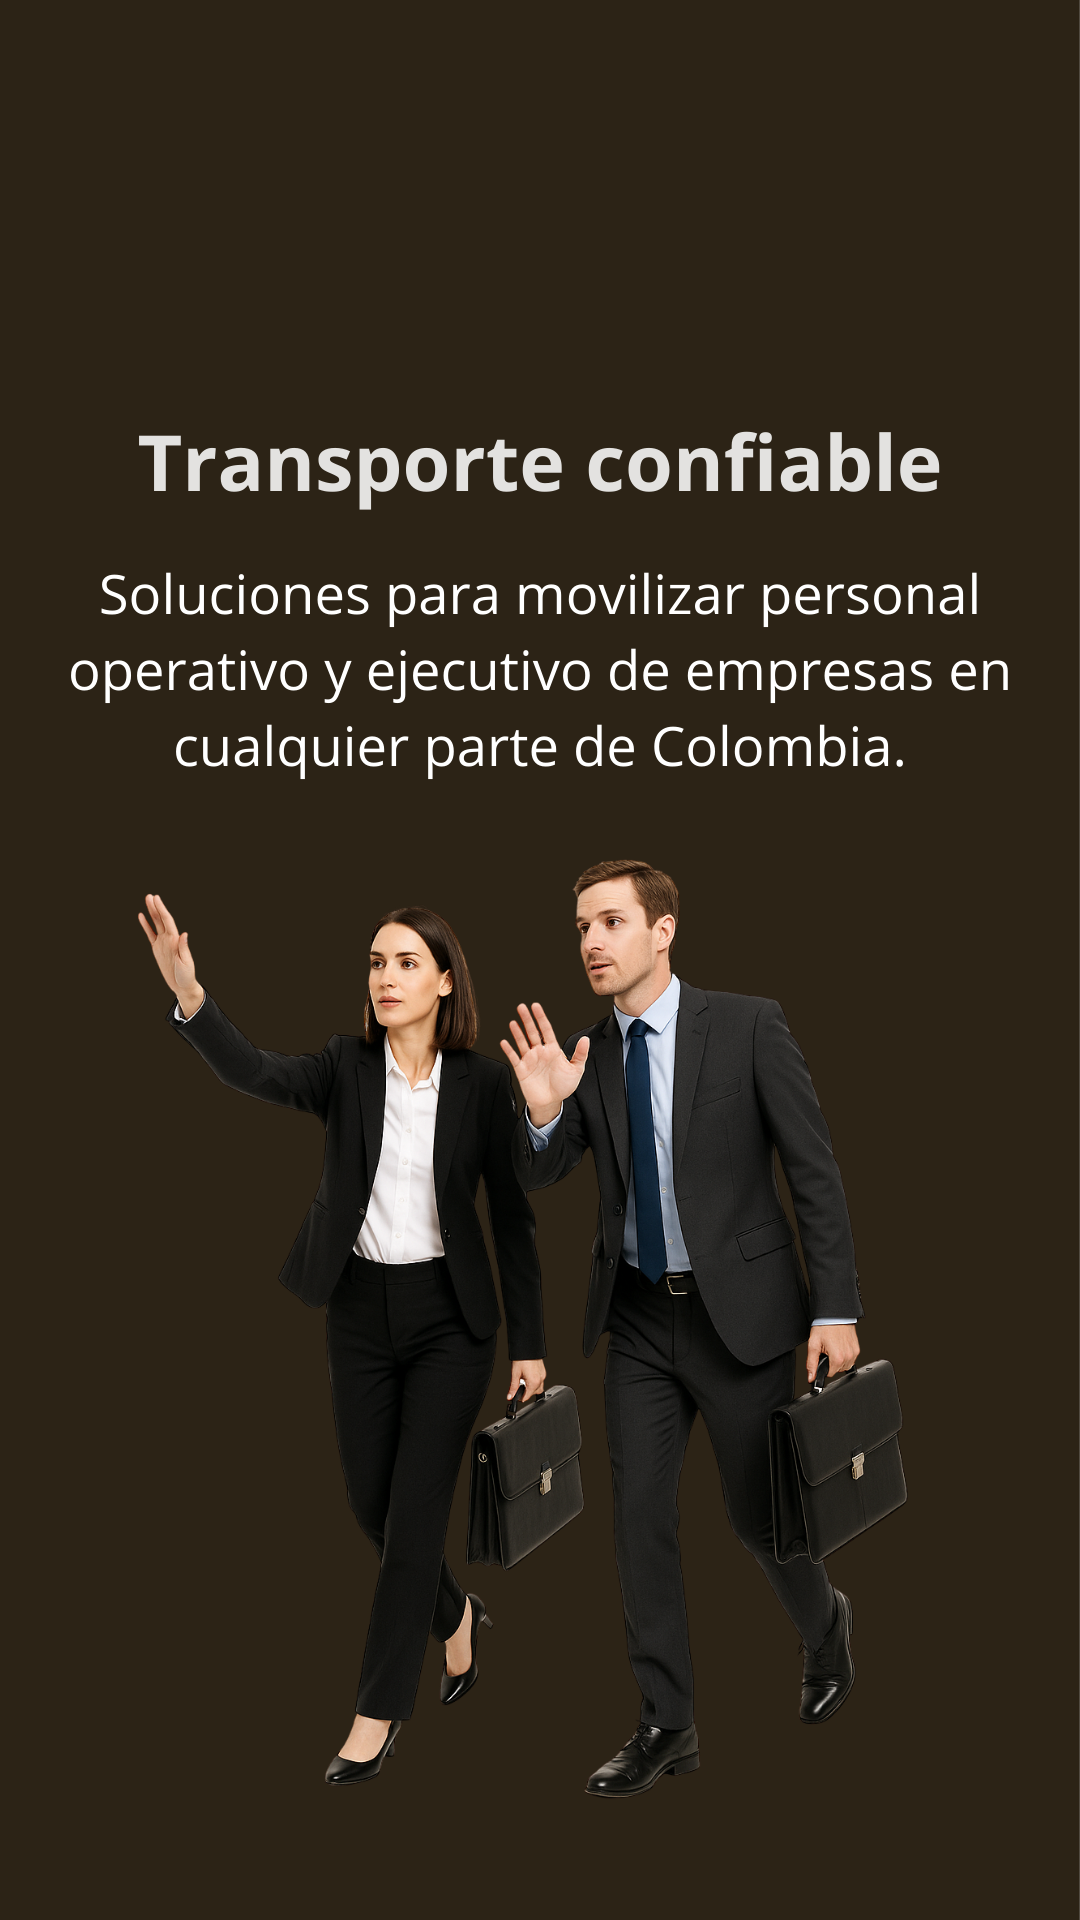 Transporte confiable
Soluciones para movilizar personal
operativo y ejecutivo de empresas en
cualquier parte de Colombia.